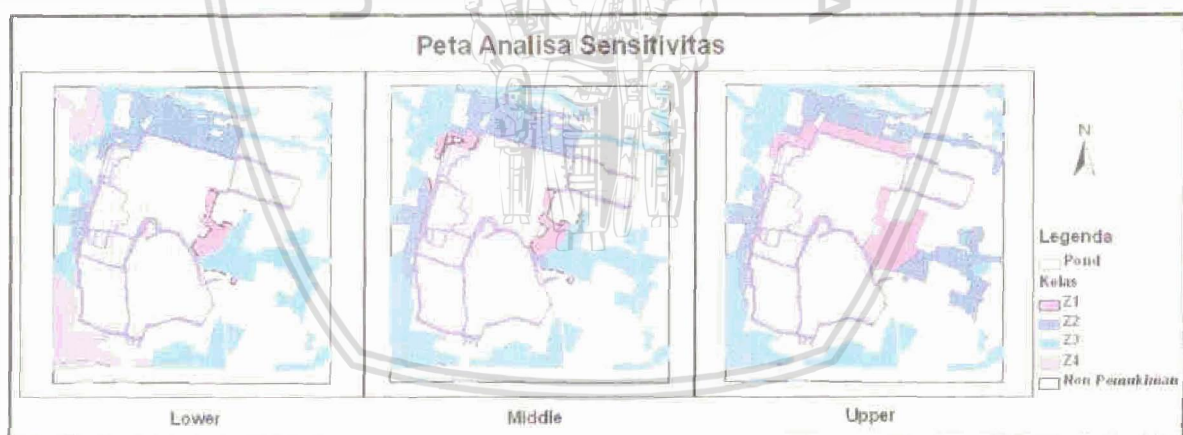 Peta Analisa Sensitivitas
N
Legenda
Pond
Kelas
Z1
Z2
Z3
Z4
Non Pemukiman
Lower
Middle
Upper